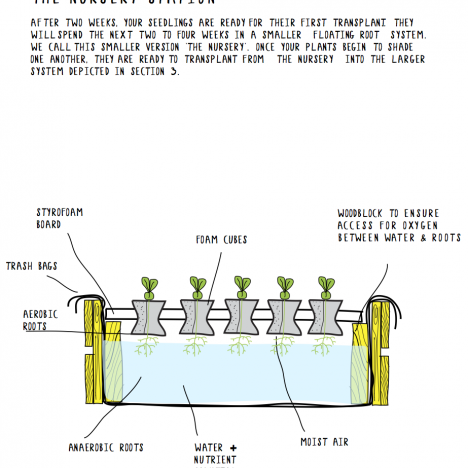 THE NURSERY STATION
AFTER TWO WEEKS, YOUR SEEDLINGS ARE READY FOR THEIR FIRST TRANSPLANT. THEY
WILL SPEND THE NEXT TWO TO FOUR WEEKS IN A SMALLER FLOATING ROOT SYSTEM.
WE CALL THIS SMALLER VERSION 'THE NURSERY'. ONCE YOUR PLANTS BEGIN TO SHADE
ONE ANOTHER, THEY ARE READY TO TRANSPLANT FROM THE NURSERY INTO THE LARGER
SYSTEM DEPICTED IN SECTION 3.
STYROFOAM
BOARD
FOAM CUBES
WOODBLOCK TO ENSURE
ACCESS FOR OXYGEN
BETWEEN WATER & ROOTS
TRASH BAGS
AEROBIC
ROOTS
ANAEROBIC ROOTS
WATER +
NUTRIENT
MOIST AIR